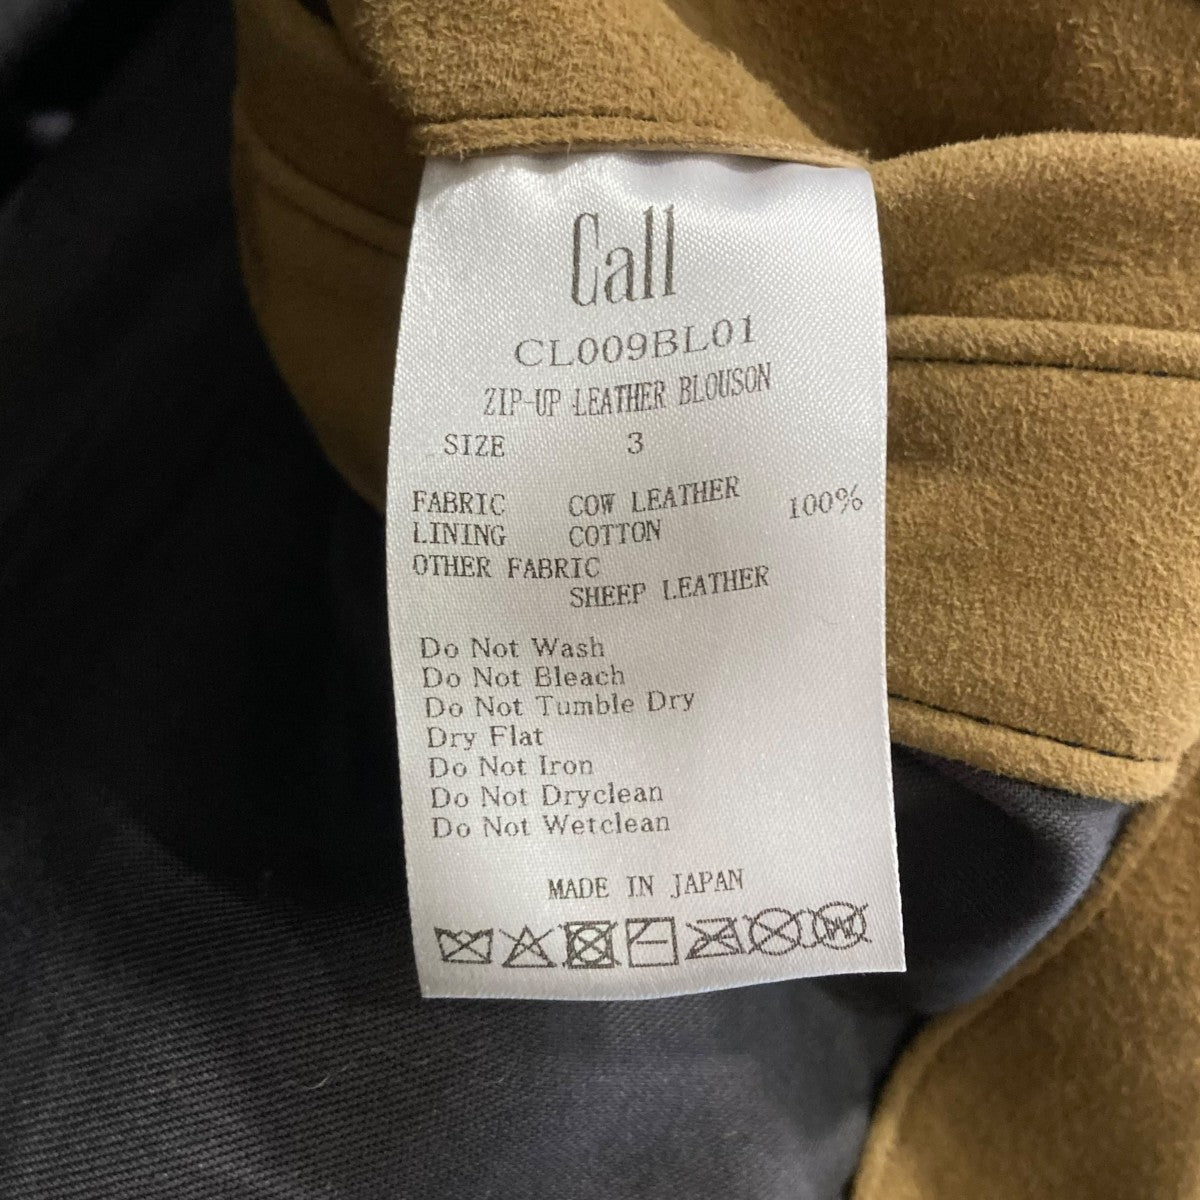 Call
CL009BL01
ZIP-UP LEATHER BLOUSON
SIZE 3
FABRIC COW LEATHER
LINING COTTON 100%
OTHER FABRIC
SHEEP LEATHER
Do Not Wash
Do Not Bleach
Do Not Tumble Dry
Dry Flat
Do Not Iron
Do Not Dryclean
Do Not Wetclean
MADE IN JAPAN